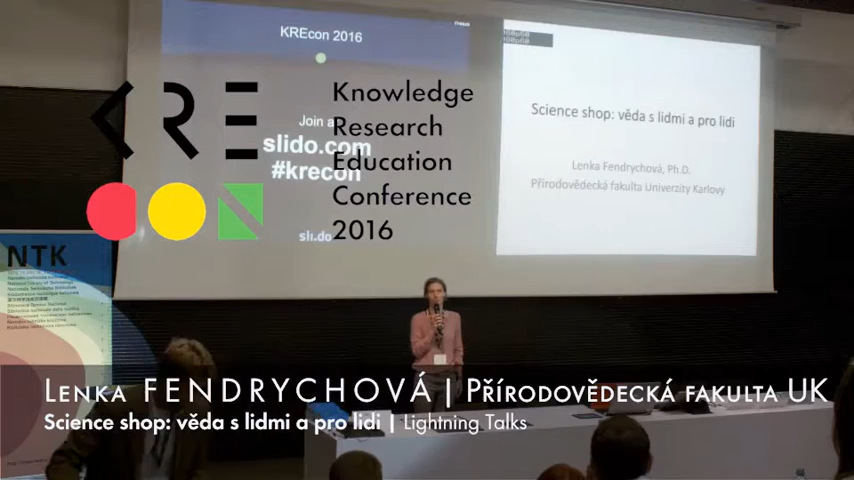 KREcon 2016
Join at
slido.com
#krecon
sli.do
Science shop: věda s lidmi a pro lidi
Lenka Fendrychová, Ph.D.
Přírodovědecká fakulta Univerzity Karlovy
KRE
CON
Knowledge
Research
Education
Conference
2016
NTK
LENKA FENDRYCHOVÁ | PŘÍRODOVĚDECKÁ FAKULTA UK
Science shop: věda s lidmi a pro lidi | Lightning Talks